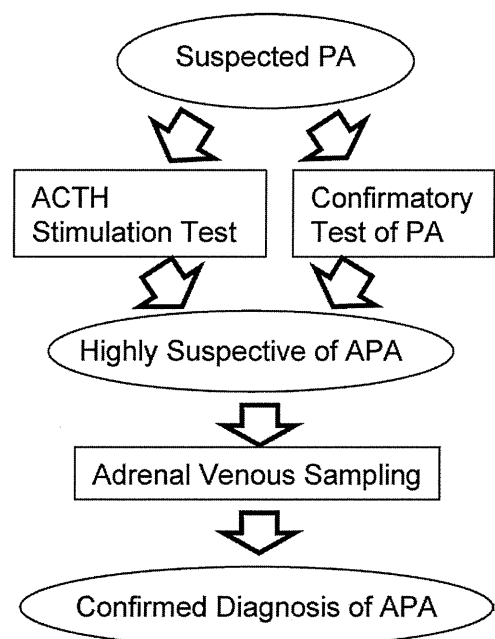 Suspected PA
ACTH
Stimulation Test
Confirmatory
Test of PA
Highly Suspective of APA
Adrenal Venous Sampling
Confirmed Diagnosis of APA